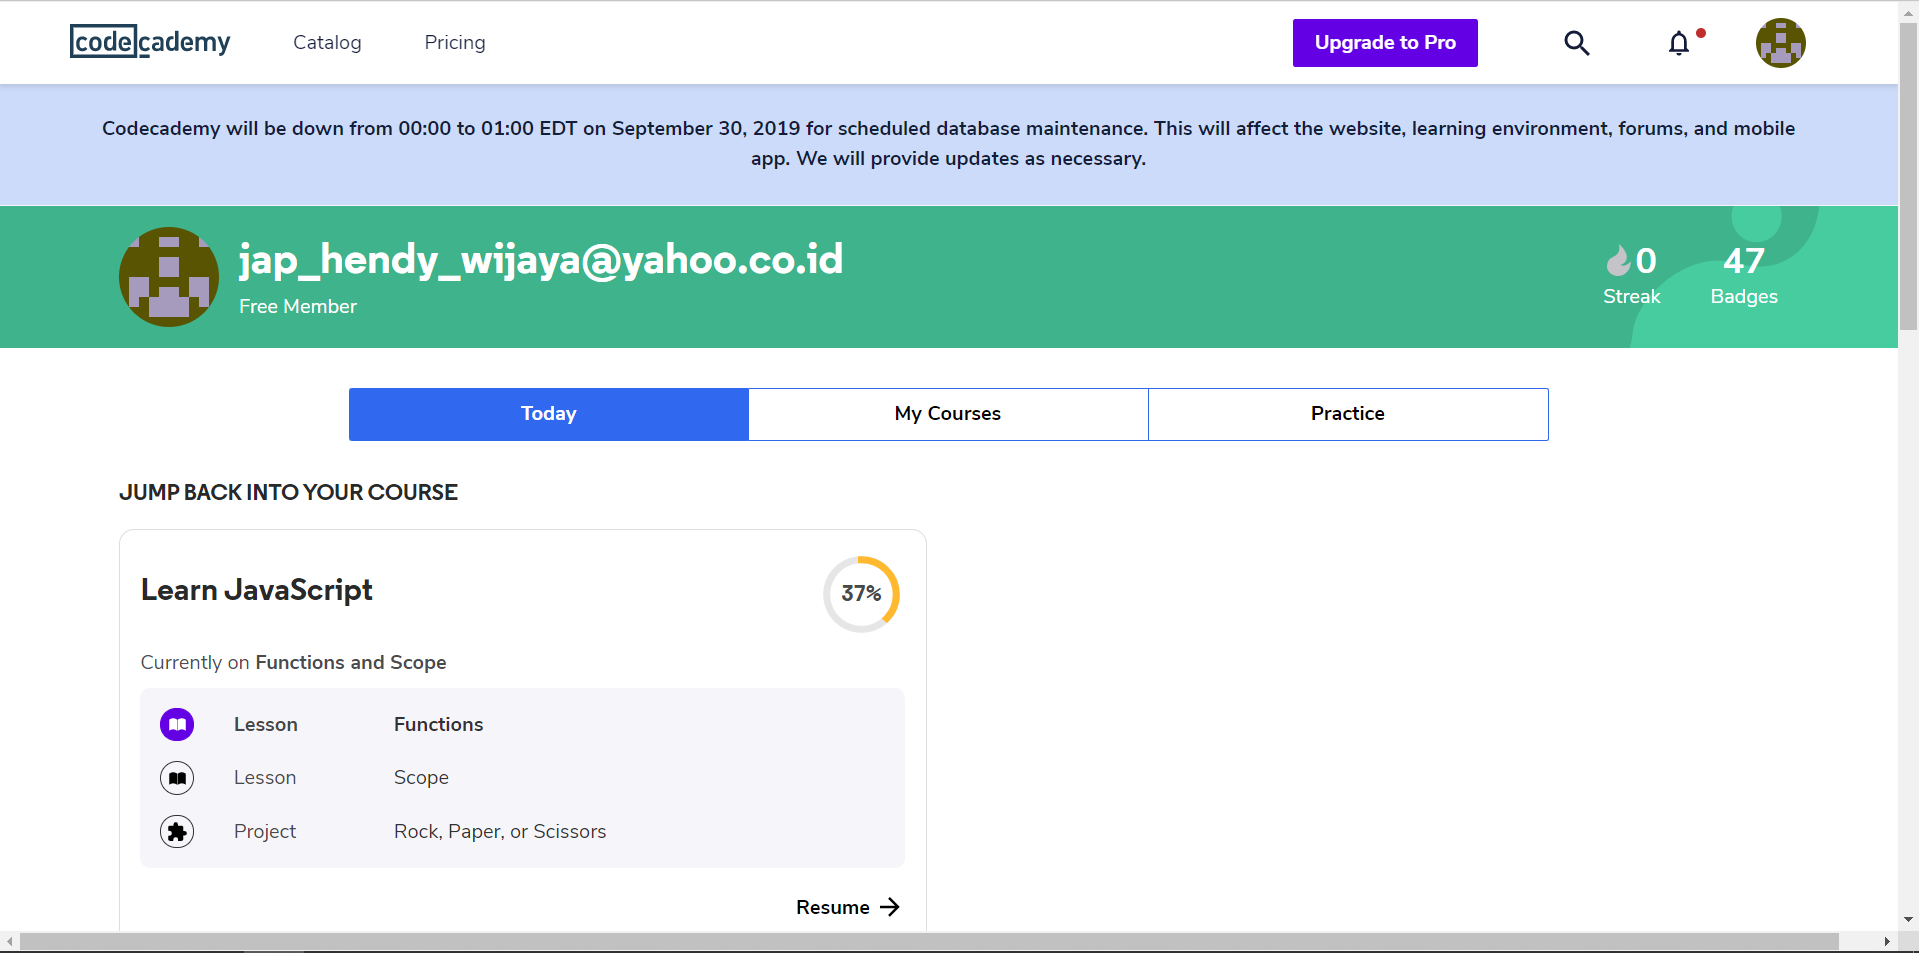 codecademy
Catalog
Pricing
Upgrade to Pro
Codecademy will be down from 00:00 to 01:00 EDT on September 30, 2019 for scheduled database maintenance. This will affect the website, learning environment, forums, and mobile
app. We will provide updates as necessary.
jap_hendy_wijaya@yahoo.co.id
Free Member
0
Streak
47
Badges
Today
My Courses
Practice
JUMP BACK INTO YOUR COURSE
Learn JavaScript
37%
Currently on Functions and Scope
Lesson Functions
Lesson Scope
Project Rock, Paper, or Scissors
Resume